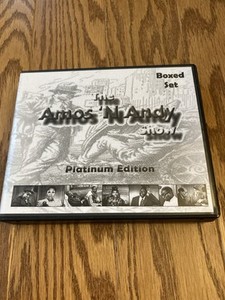 Boxed
Set
The
Amos 'N Andy
Show
Platinum Edition